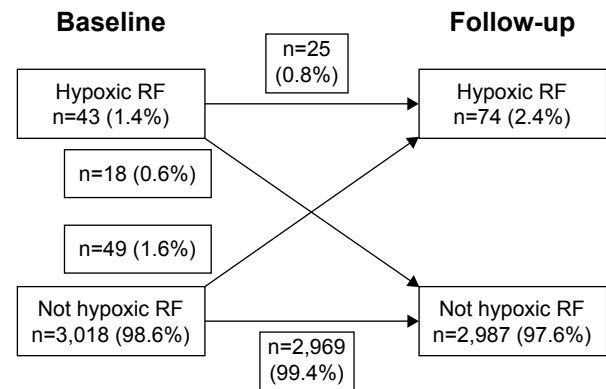 Baseline
Follow-up
n=25
(0.8%)
Hypoxic RF
n=43 (1.4%)
Hypoxic RF
n=74 (2.4%)
n=18 (0.6%)
n=49 (1.6%)
Not hypoxic RF
n=3,018 (98.6%)
Not hypoxic RF
n=2,987 (97.6%)
n=2,969
(99.4%)